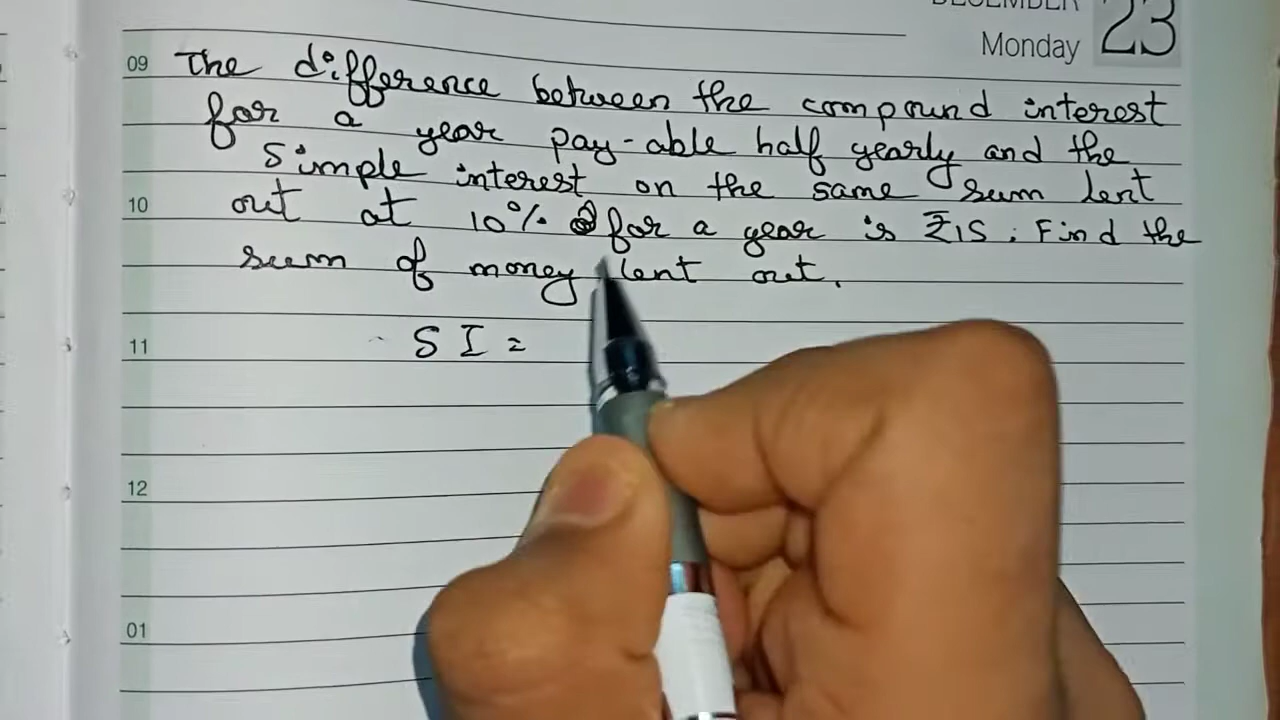 DECEMBER 23
Monday
09
The difference between the compound interest
for a year pay-able half yearly and the
simple interest on the same sum lent
10
out at 10% for a year is ₹15. Find the
sum of money lent out.
11
SI =
12
01